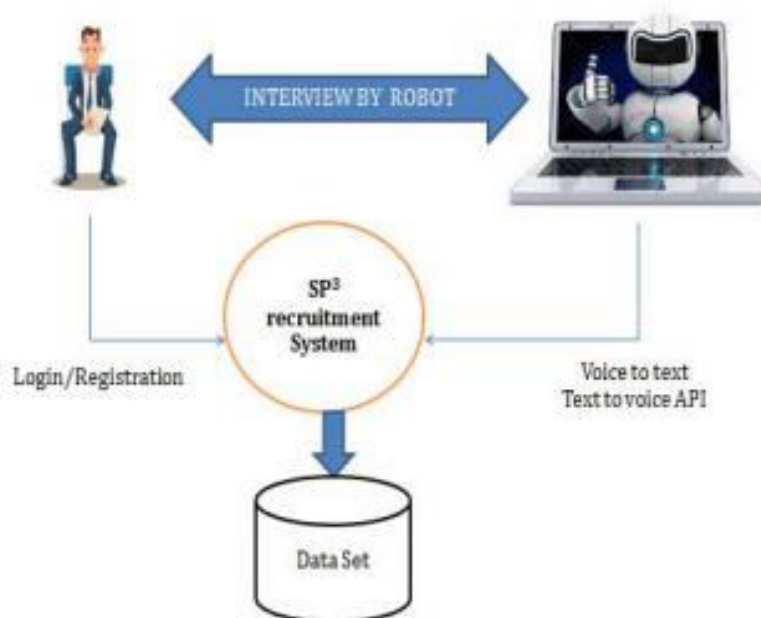 INTERVIEW BY ROBOT
SP³
recruitment
System
Login/Registration
Voice to text
Text to voice API
Data Set